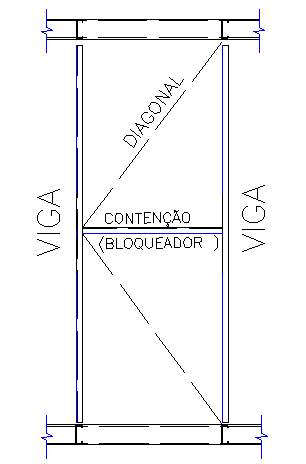 DIAGONAL
VIGA
CONTENÇÃO
(BLOQUEADOR )
VIGA